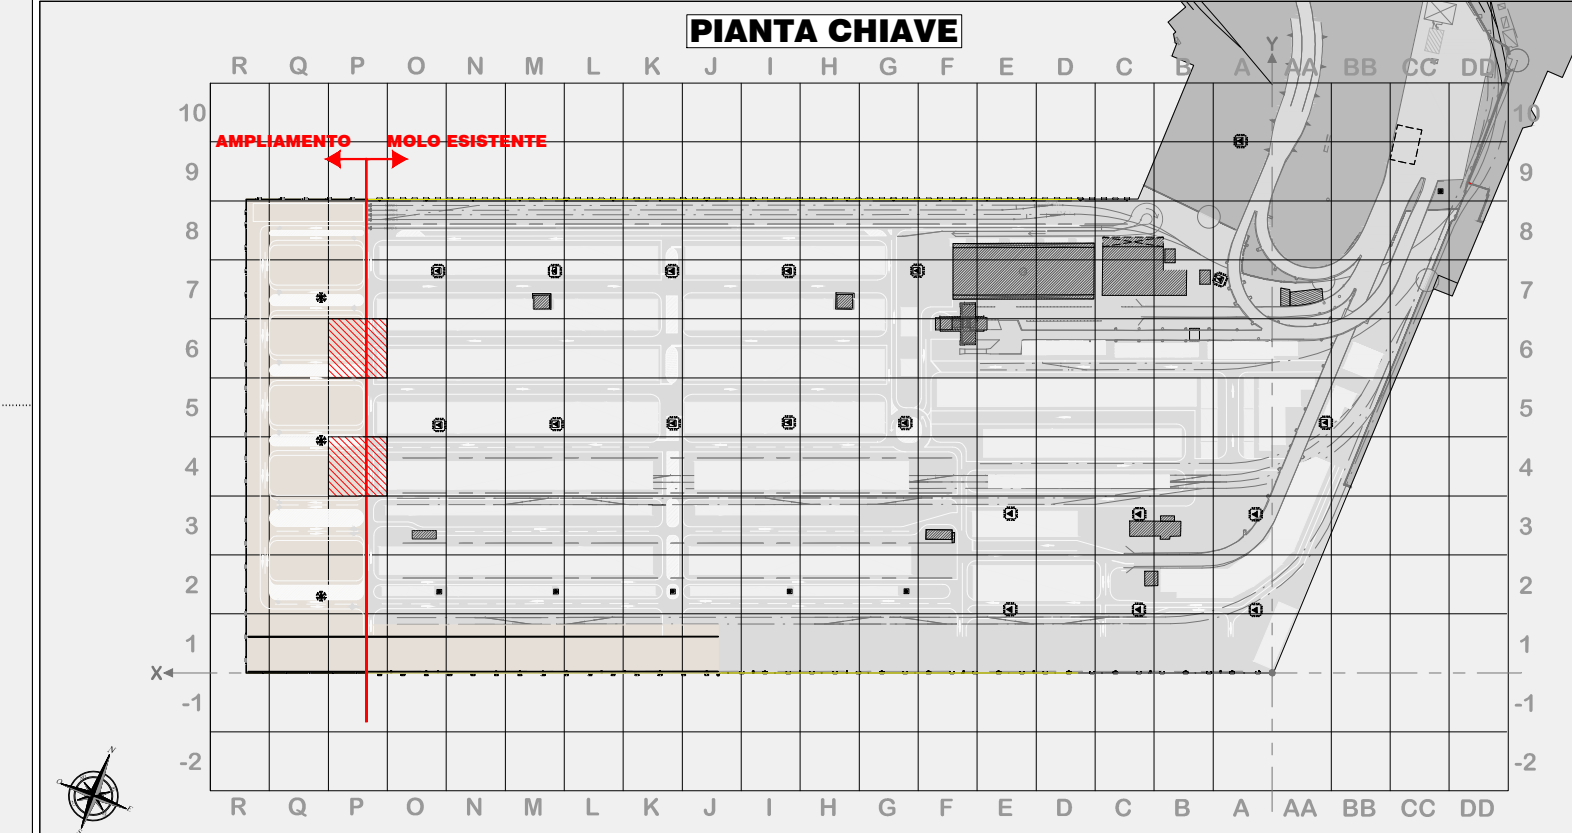 PIANTA CHIAVE
Y
R Q P O N M L K J I H G F E D C B A AA BB CC DD
10 10
AMPLIAMENTO MOLO ESISTENTE
9 9
8 8
7 7
6 6
5 5
4 4
3 3
2 2
1 1
X
-1 -1
-2 -2
N
O
E
R Q P O N M L K J I H G F E D C B A AA BB CC DD